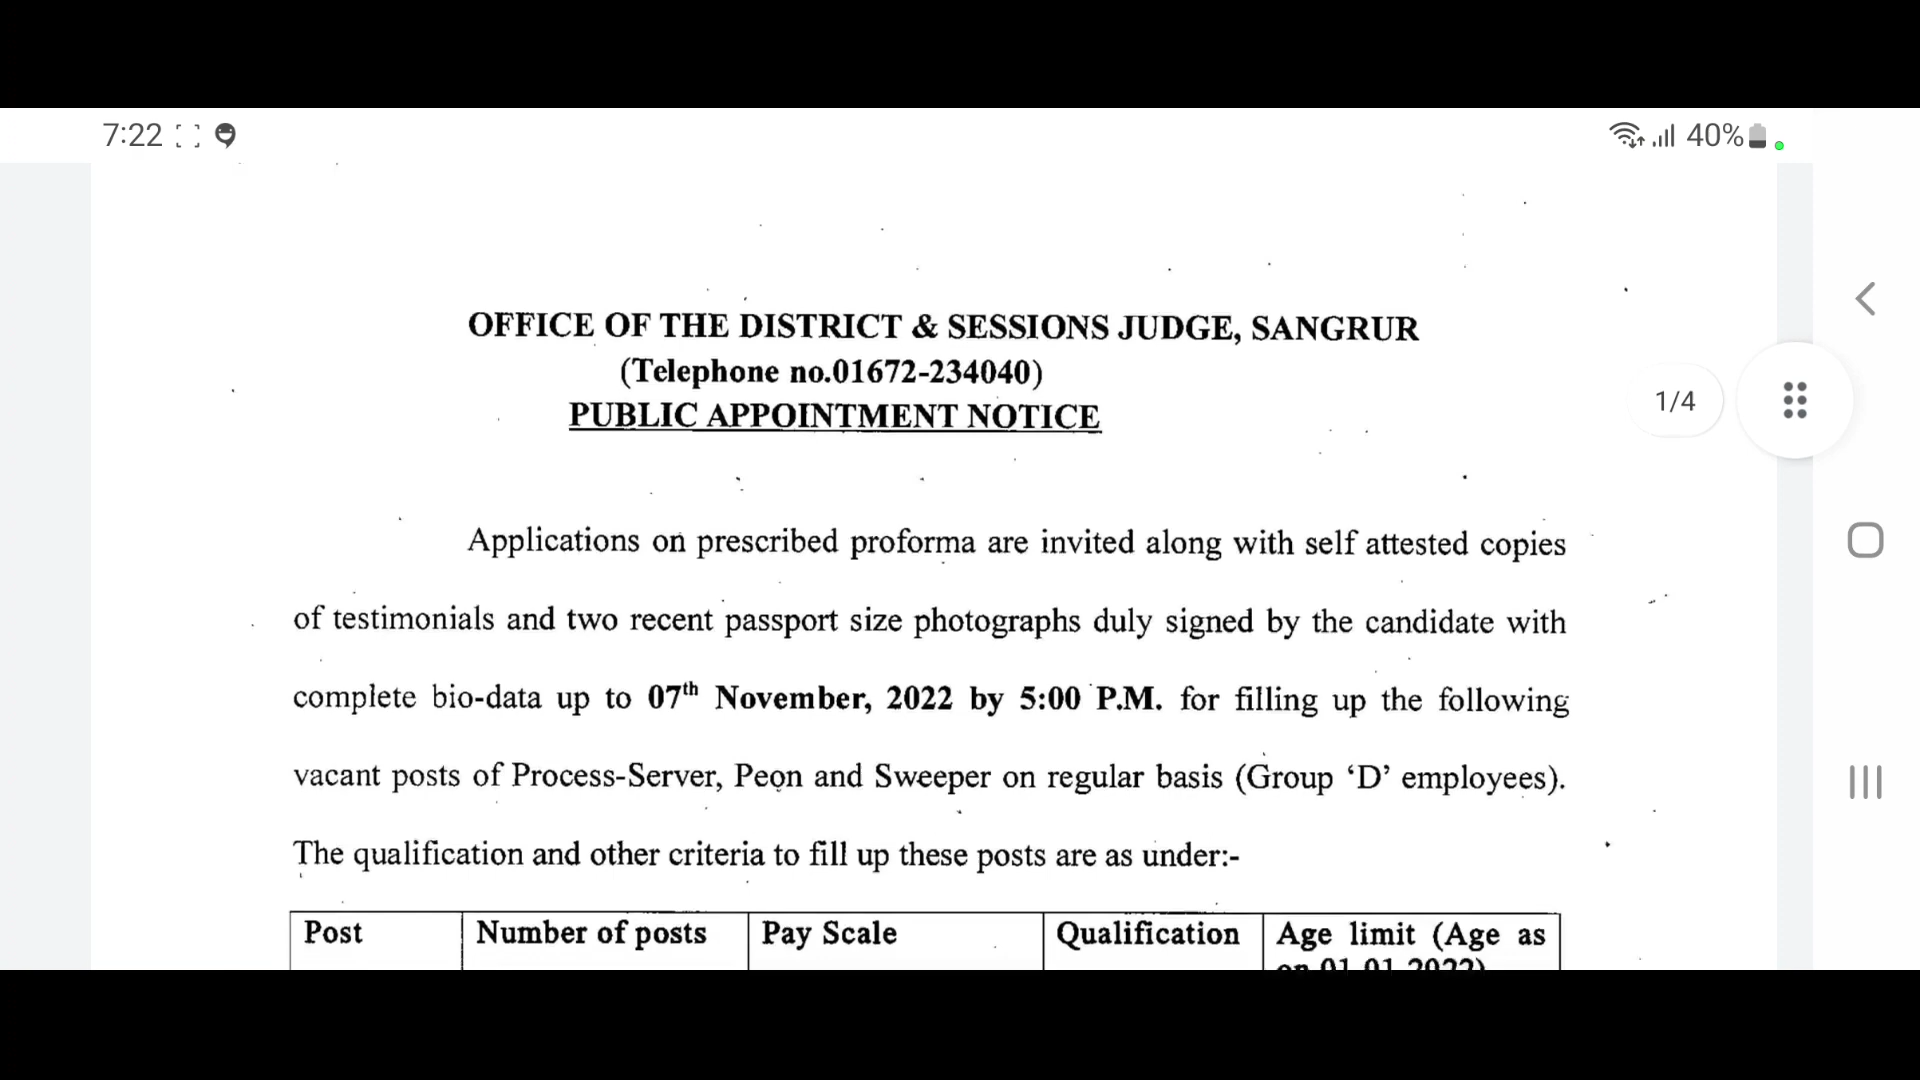 7:22
40%
OFFICE OF THE DISTRICT & SESSIONS JUDGE, SANGRUR
(Telephone no.01672-234040)
PUBLIC APPOINTMENT NOTICE
1/4
Applications on prescribed proforma are invited along with self attested copies
of testimonials and two recent passport size photographs duly signed by the candidate with
complete bio-data up to 07th November, 2022 by 5:00 P.M. for filling up the following
vacant posts of Process-Server, Peon and Sweeper on regular basis (Group ‘D’ employees).
The qualification and other criteria to fill up these posts are as under:-
Post Number of posts Pay Scale Qualification Age limit (Age as
on 01.01.2022)